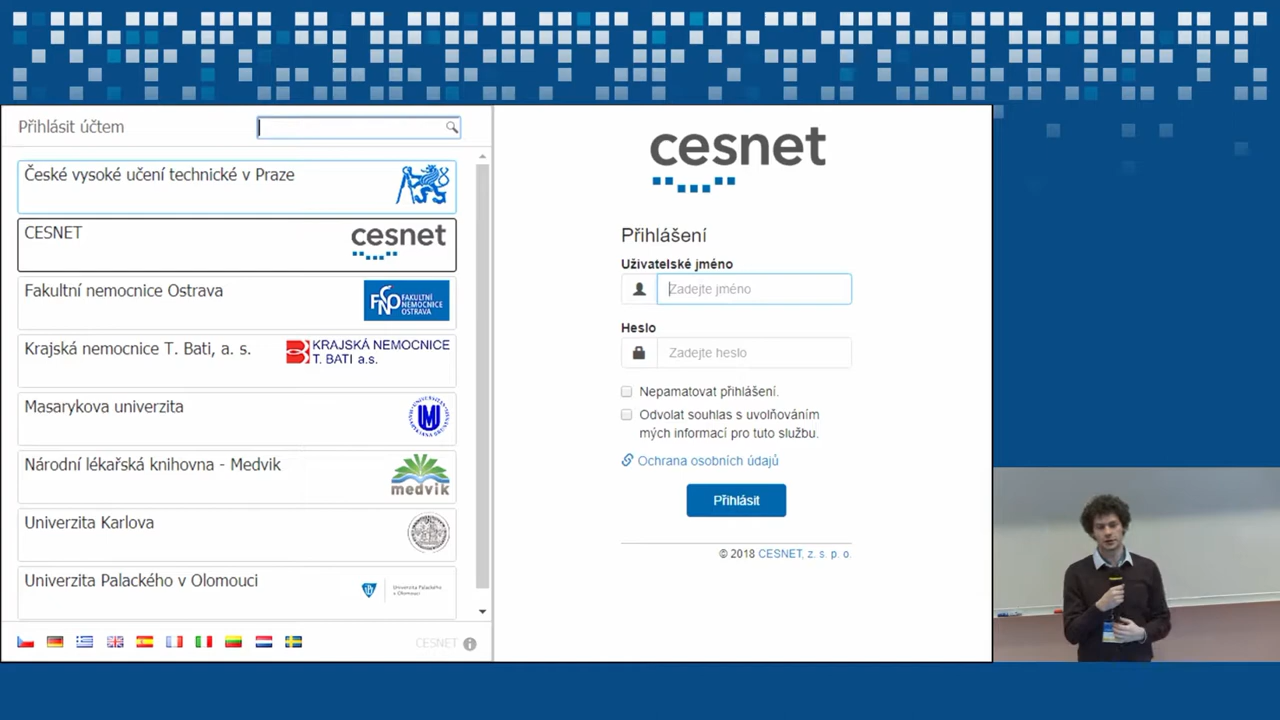 Přihlásit účtem
České vysoké učení technické v Praze
CESNET
cesnet
Fakultní nemocnice Ostrava
FNO FAKULTNÍ
NEMOCNICE
OSTRAVA
Krajská nemocnice T. Bati, a. s.
KRAJSKÁ NEMOCNICE
T. BATI a.s.
Masarykova univerzita
Národní lékařská knihovna - Medvik
medvik
Univerzita Karlova
Univerzita Palackého v Olomouci
Univerzita Palackého
v Olomouci
CESNET
cesnet
Přihlášení
Uživatelské jméno
Zadejte jméno
Heslo
Zadejte heslo
Nepamatovat přihlášení.
Odvolat souhlas s uvolňováním
mých informací pro tuto službu.
Ochrana osobních údajů
Přihlásit
© 2018 CESNET, z. s. p. o.